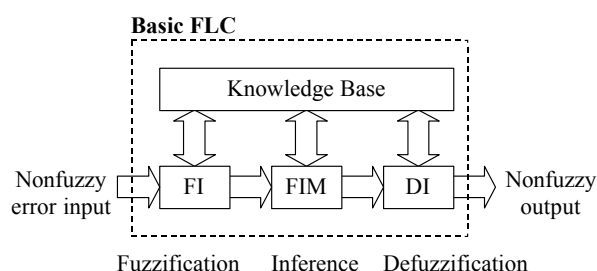 Basic FLC
Knowledge Base
Nonfuzzy
error input
FI
FIM
DI
Nonfuzzy
output
Fuzzification Inference Defuzzification